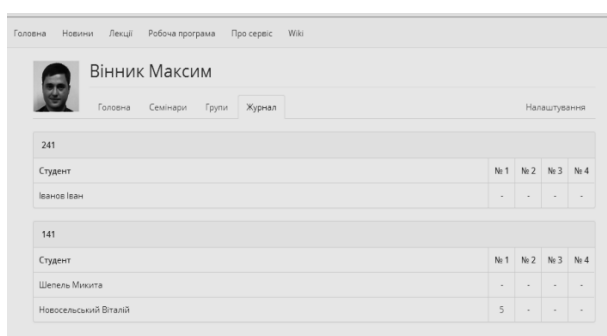 Головна Новини Лекції Робоча програма Про сервіс Wiki
Вінник Максим
Головна Семінари Групи Журнал Налаштування
241
Студент № 1 № 2 № 3 № 4
Іванов Іван - - - -
141
Студент № 1 № 2 № 3 № 4
Шепель Микита - - - -
Новосельський Віталій 5 - - -